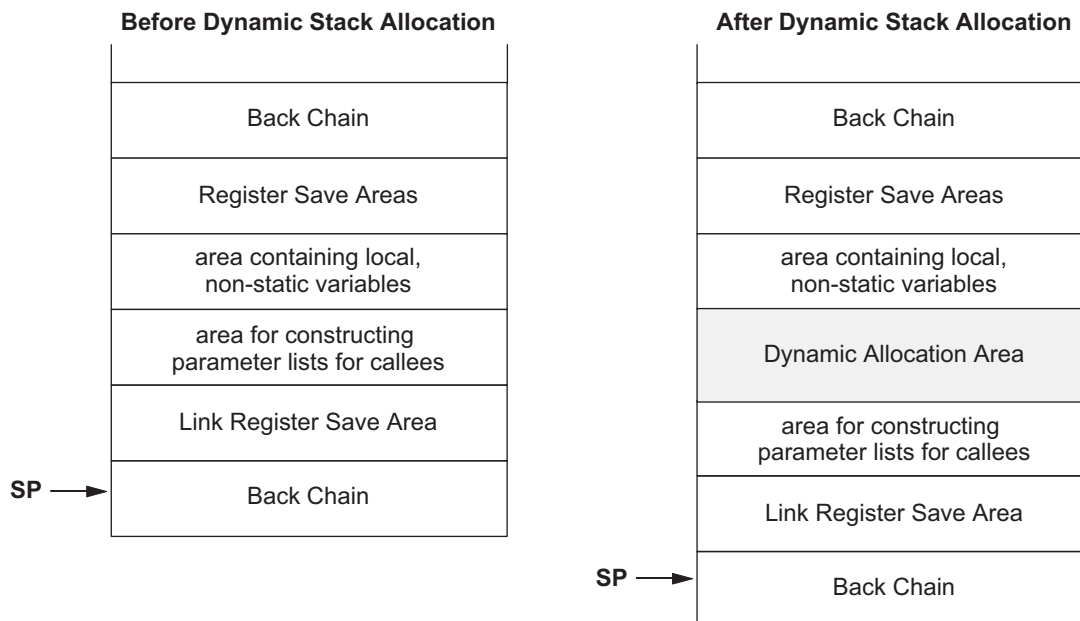 Before Dynamic Stack Allocation
Back Chain
Register Save Areas
area containing local,
non-static variables
area for constructing
parameter lists for callees
Link Register Save Area
SP
Back Chain
After Dynamic Stack Allocation
Back Chain
Register Save Areas
area containing local,
non-static variables
Dynamic Allocation Area
area for constructing
parameter lists for callees
Link Register Save Area
SP
Back Chain